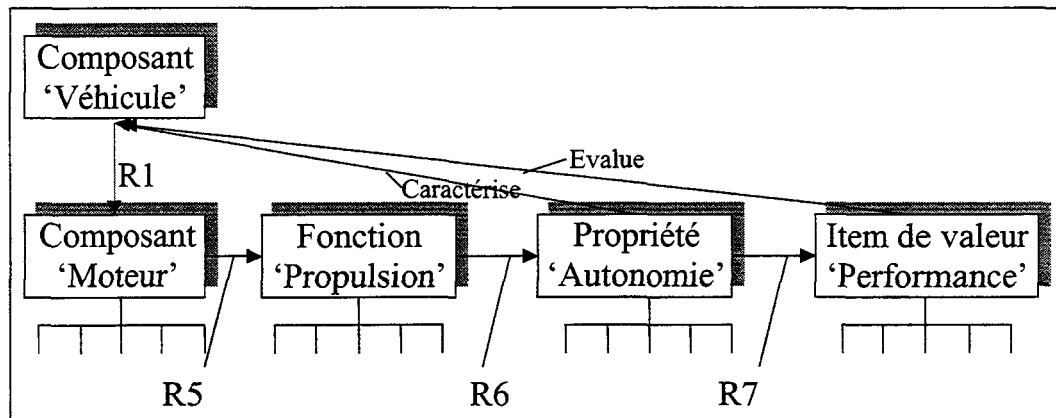 Composant
‘Véhicule’
Evalue
R1
Caractérise
Composant
‘Moteur’
Fonction
‘Propulsion’
Propriété
‘Autonomie’
Item de valeur
‘Performance’
R5
R6
R7